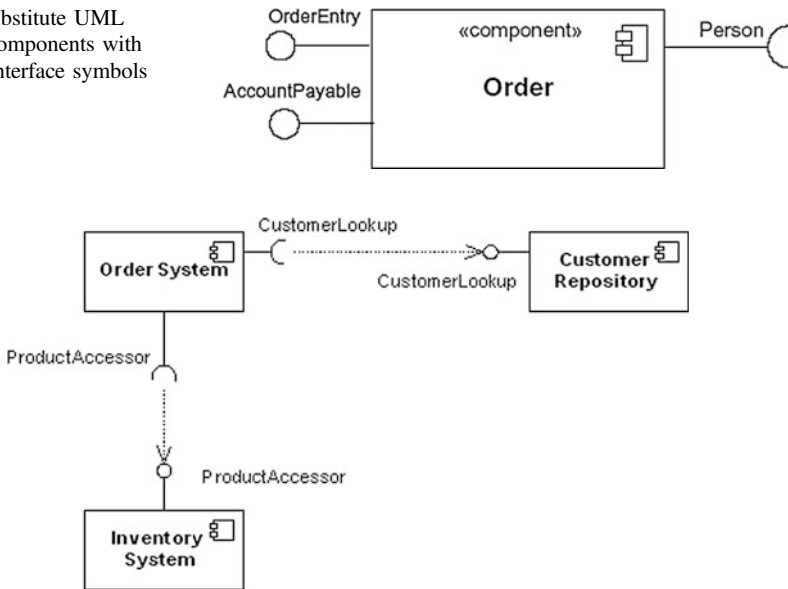 bstitute UML
omponents with
nterface symbols
OrderEntry
AccountPayable
«component»
Order
Person
CustomerLookup
Order System
CustomerLookup
Customer
Repository
ProductAccessor
ProductAccessor
Inventory
System